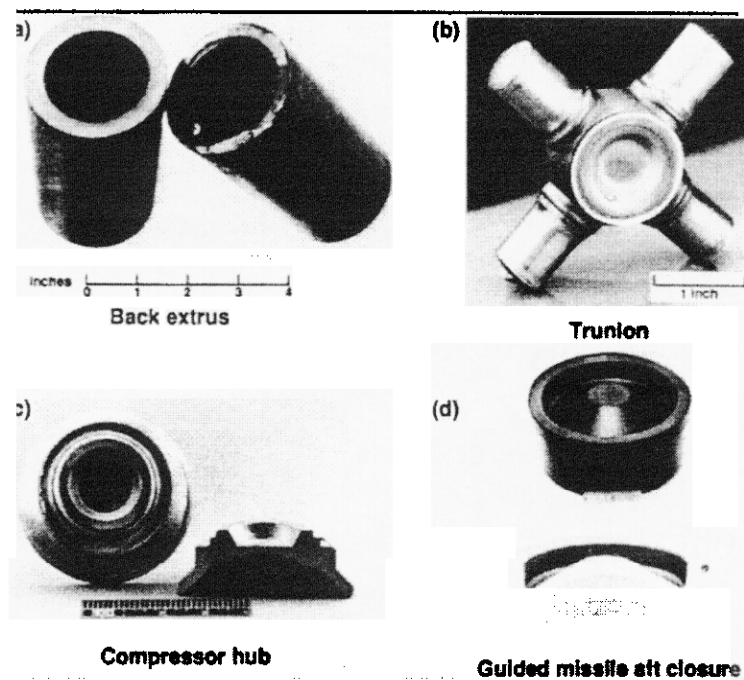 a)
(b)
inches 0 1 2 3 4
Back extrus
1 inch
Trunion
c)
(d)
Compressor hub
Guided missile aft closure